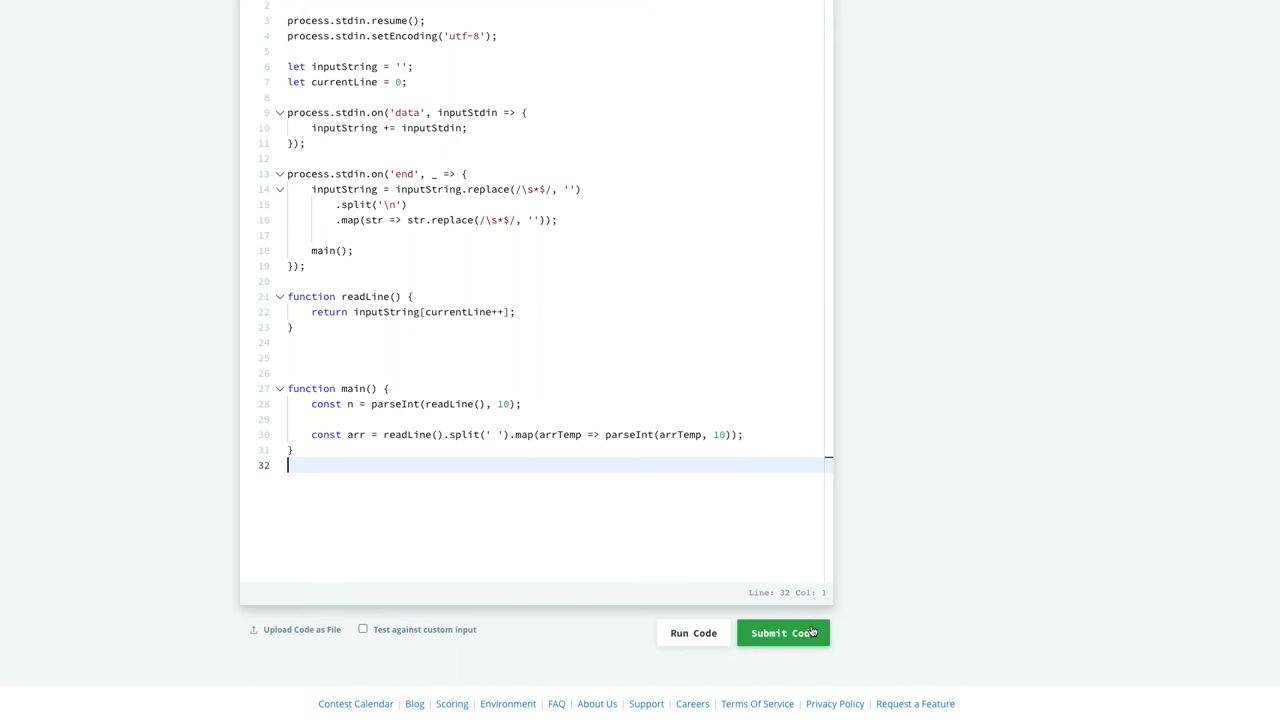 2
3 process.stdin.resume();
4 process.stdin.setEncoding('utf-8');
5
6 let inputString = '';
7 let currentLine = 0;
8
9 process.stdin.on('data', inputStdin => {
10 inputString += inputStdin;
11 });
12
13 process.stdin.on('end', _ => {
14 inputString = inputString.replace(/\s*$/, '')
15 .split('\n')
16 .map(str => str.replace(/\s*$/, ''));
17
18 main();
19 });
20
21 function readLine() {
22 return inputString[currentLine++];
23 }
24
25
26
27 function main() {
28 const n = parseInt(readLine(), 10);
29
30 const arr = readLine().split(' ').map(arrTemp => parseInt(arrTemp, 10));
31 }
32
Line: 32 Col: 1
Upload Code as File Test against custom input Run Code Submit Code
Contest Calendar | Blog | Scoring | Environment | FAQ | About Us | Support | Careers | Terms Of Service | Privacy Policy | Request a Feature